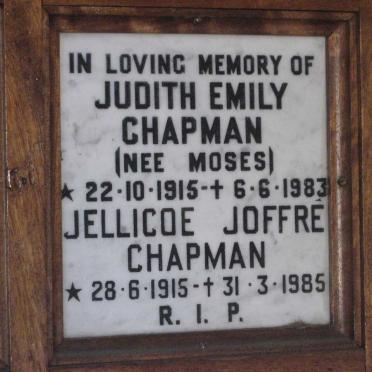 IN LOVING MEMORY OF
JUDITH EMILY
CHAPMAN
(NEE MOSES)
★ 22·10·1915-✝ 6·6·1983
JELLICOE JOFFRÉ
CHAPMAN
★ 28·6·1915-✝ 31·3·1985
R. I. P.